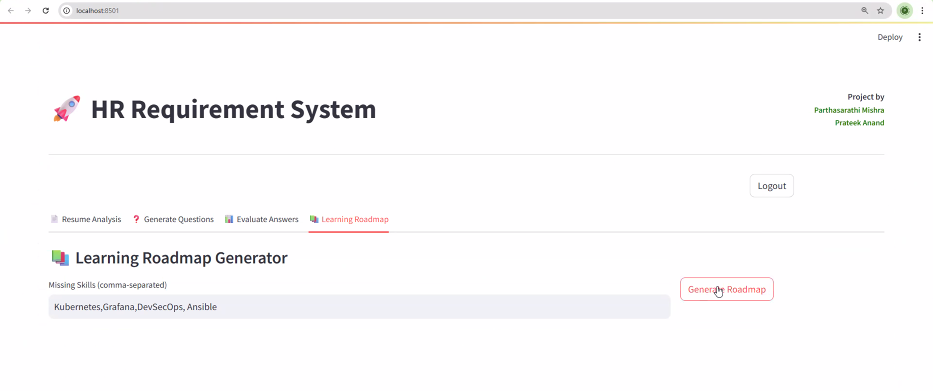 localhost:8501
Deploy
HR Requirement System
Project by
Parthasarathi Mishra
Prateek Anand
Logout
Resume Analysis
Generate Questions
Evaluate Answers
Learning Roadmap
Learning Roadmap Generator
Missing Skills (comma-separated)
Kubernetes,Grafana,DevSecOps, Ansible
Generate Roadmap